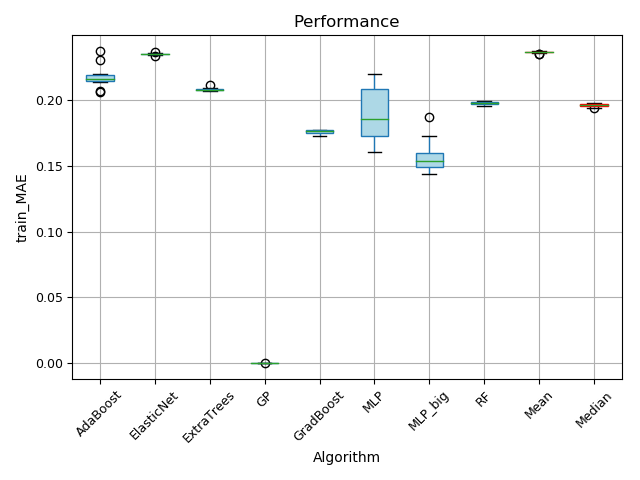 Performance
train_MAE
0.20
0.15
0.10
0.05
0.00
AdaBoost
ElasticNet
ExtraTrees
GP
GradBoost
MLP
MLP_big
RF
Mean
Median
Algorithm